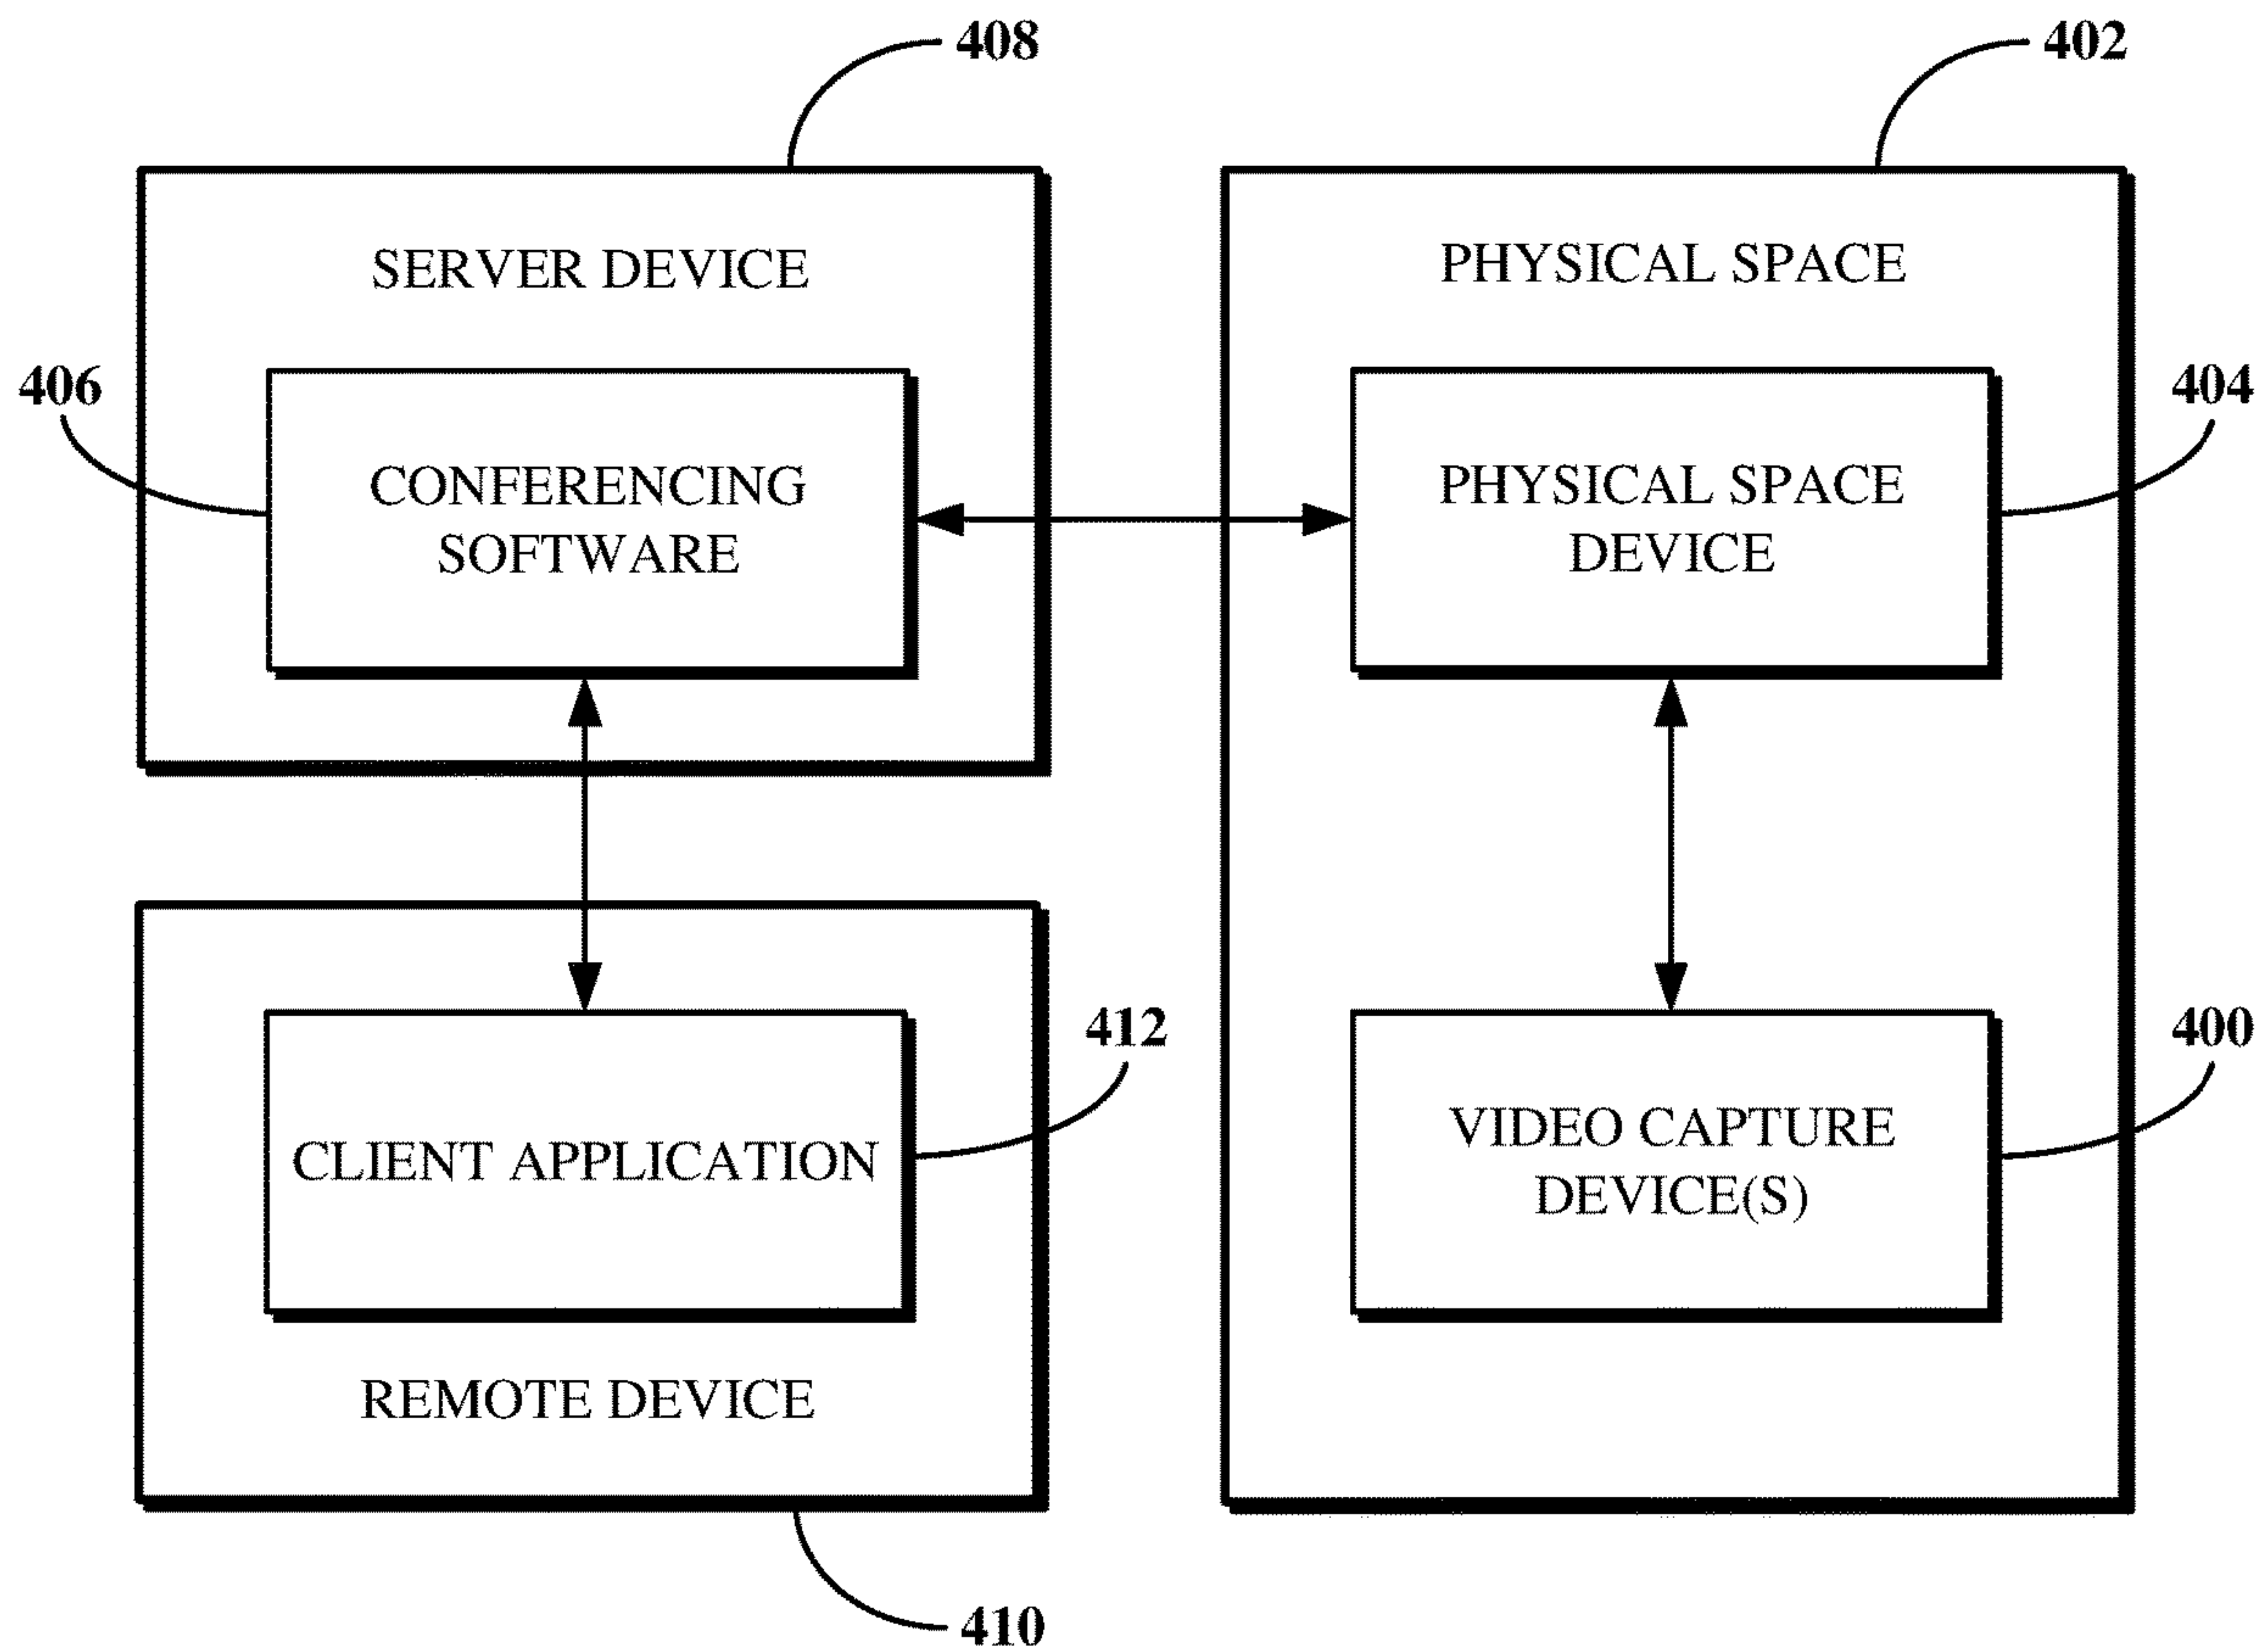 408
402
SERVER DEVICE
PHYSICAL SPACE
406
CONFERENCING
SOFTWARE
404
PHYSICAL SPACE
DEVICE
412
CLIENT APPLICATION
400
VIDEO CAPTURE
DEVICE(S)
REMOTE DEVICE
410